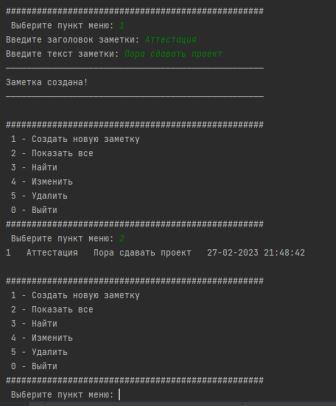 ##################################################
Выберите пункт меню: 1
Введите заголовок заметки: Аттестация
Введите текст заметки: Пора сдавать проект
──────────────────────────────────────────────────
Заметка создана!
──────────────────────────────────────────────────
##################################################
1 - Создать новую заметку
2 - Показать все
3 - Найти
4 - Изменить
5 - Удалить
0 - Выйти
##################################################
Выберите пункт меню: 2
1 Аттестация Пора сдавать проект 27-02-2023 21:48:42
##################################################
1 - Создать новую заметку
2 - Показать все
3 - Найти
4 - Изменить
5 - Удалить
0 - Выйти
##################################################
Выберите пункт меню: